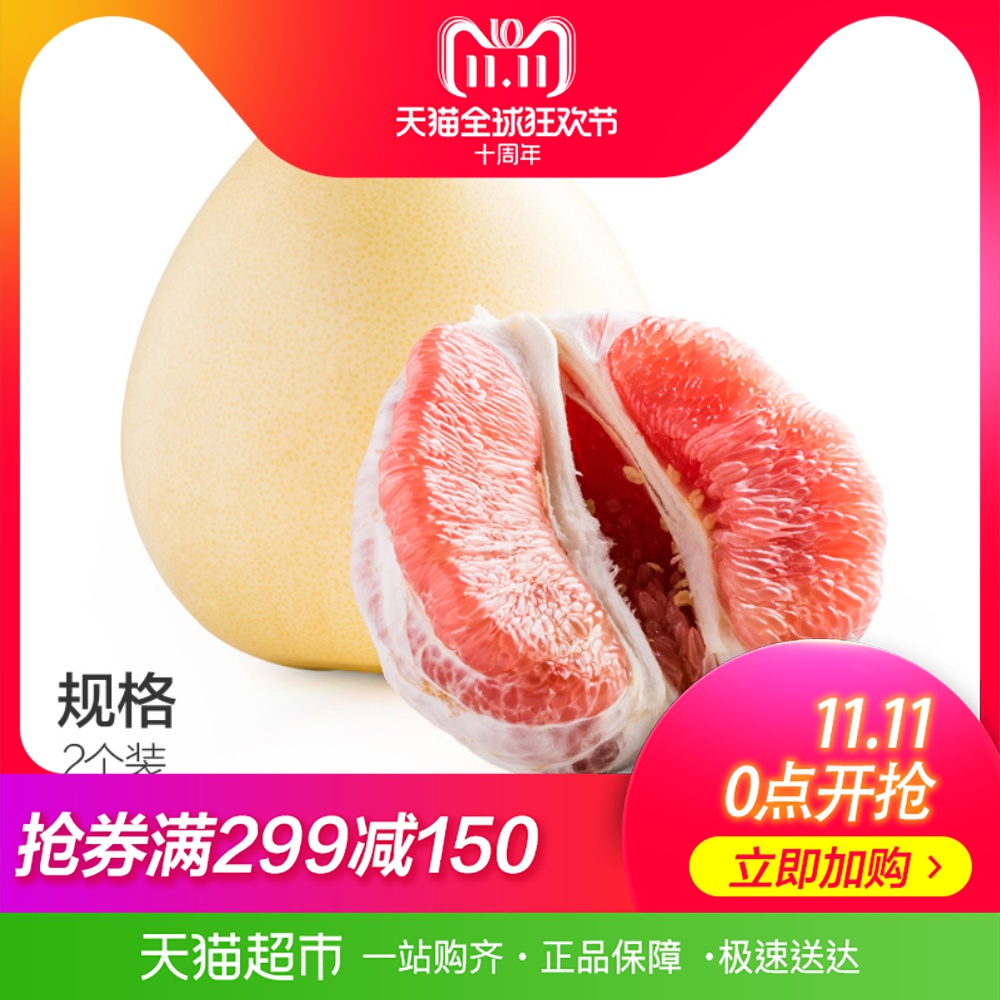 10
11.11
天猫全球狂欢节
十周年
规格
2个装
11.11
0点开抢
抢券满299减150
立即加购 >
天猫超市 一站购齐·正品保障 ·极速送达